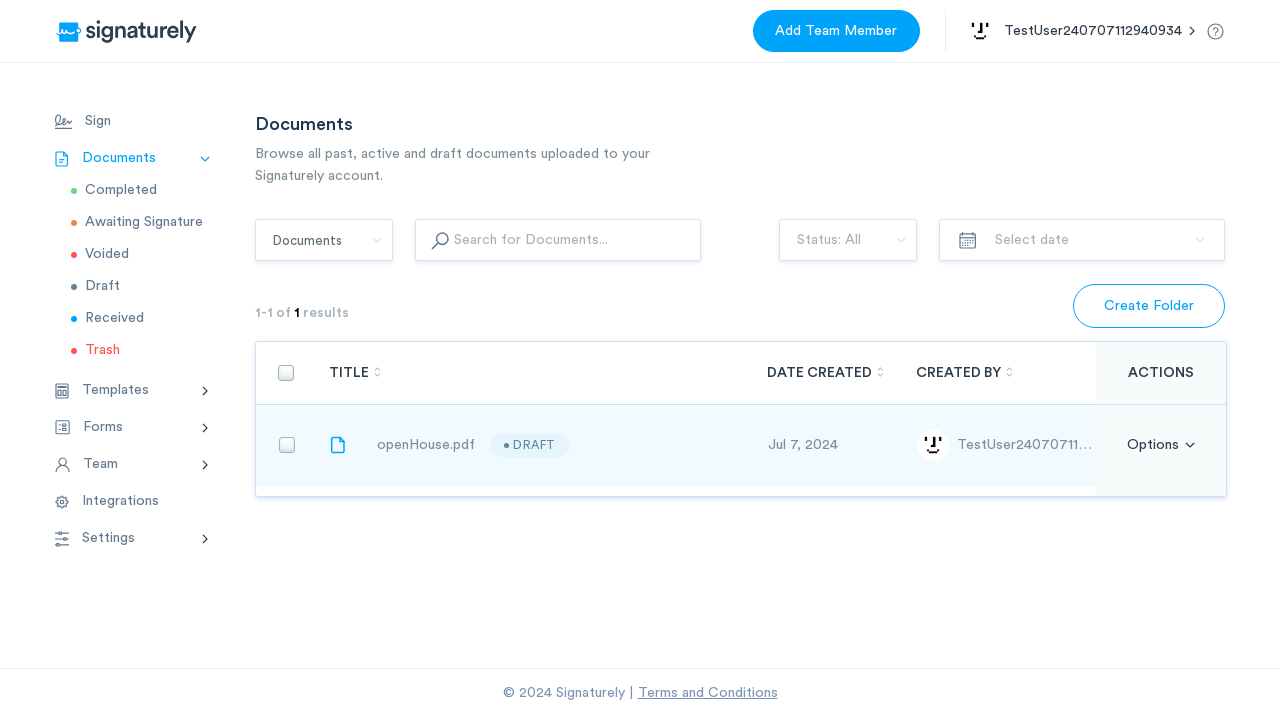 signaturely
Add Team Member
TestUser240707112940934
Sign
Documents
Completed
Awaiting Signature
Voided
Draft
Received
Trash
Templates
Forms
Team
Integrations
Settings
Documents
Browse all past, active and draft documents uploaded to your
Signaturely account.
Documents
Search for Documents...
Status: All
Select date
1-1 of 1 results
Create Folder
TITLE
DATE CREATED
CREATED BY
ACTIONS
openHouse.pdf
DRAFT
Jul 7, 2024
TestUser24070711...
Options
© 2024 Signaturely | Terms and Conditions